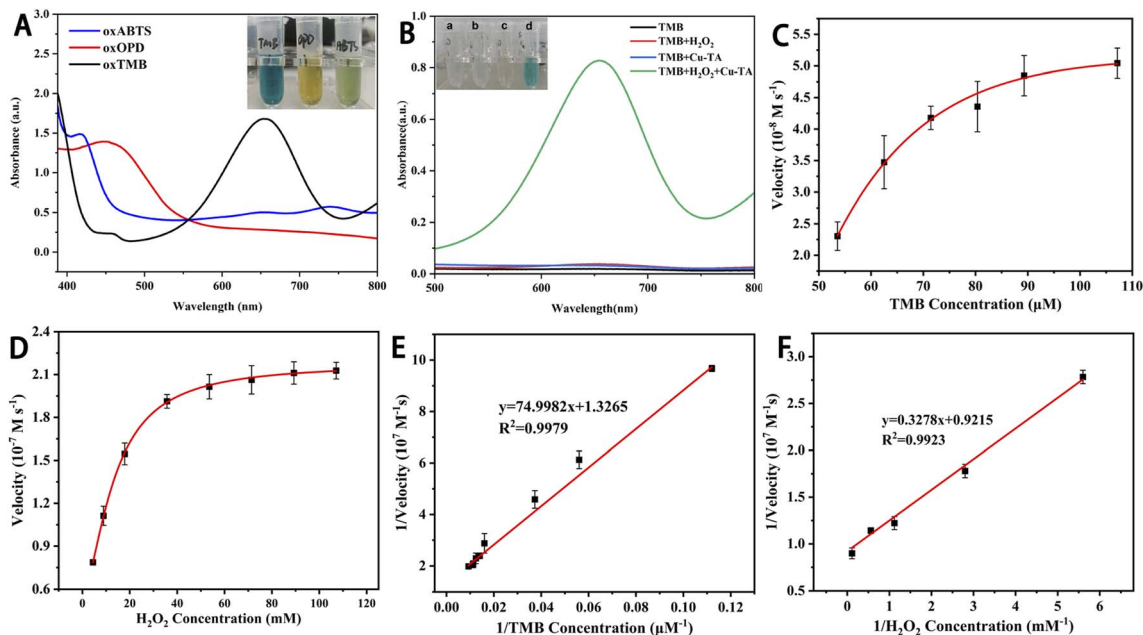 A
oxABTS
oxOPD
oxTMB
TMB
OPD
ABTS
3.0
2.5
2.0
1.5
1.0
0.5
0.0
Absorbance (a.u.)
400
500
600
700
800
Wavelength (nm)
B
a
b
c
d
TMB
TMB+H₂O₂
TMB+Cu-TA
TMB+H₂O₂+Cu-TA
1.0
0.8
0.6
0.4
0.2
0.0
Absorbance(a.u.)
500
600
700
800
Wavelength(nm)
C
5.5
5.0
4.5
4.0
3.5
3.0
2.5
2.0
Velocity (10⁻⁸ M s⁻¹)
50
60
70
80
90
100
110
TMB Concentration (μM)
D
2.4
2.1
1.8
1.5
1.2
0.9
0.6
Velocity (10⁻⁷ M s⁻¹)
0
20
40
60
80
100
120
H₂O₂ Concentration (mM)
E
y=74.9982x+1.3265
R²=0.9979
10
8
6
4
2
1/Velocity (10⁷ M⁻¹s)
0.00
0.02
0.04
0.06
0.08
0.10
0.12
1/TMB Concentration (μM⁻¹)
F
y=0.3278x+0.9215
R²=0.9923
3.0
2.5
2.0
1.5
1.0
0.5
1/Velocity (10⁷ M⁻¹s)
0
1
2
3
4
5
6
1/H₂O₂ Concentration (mM⁻¹)